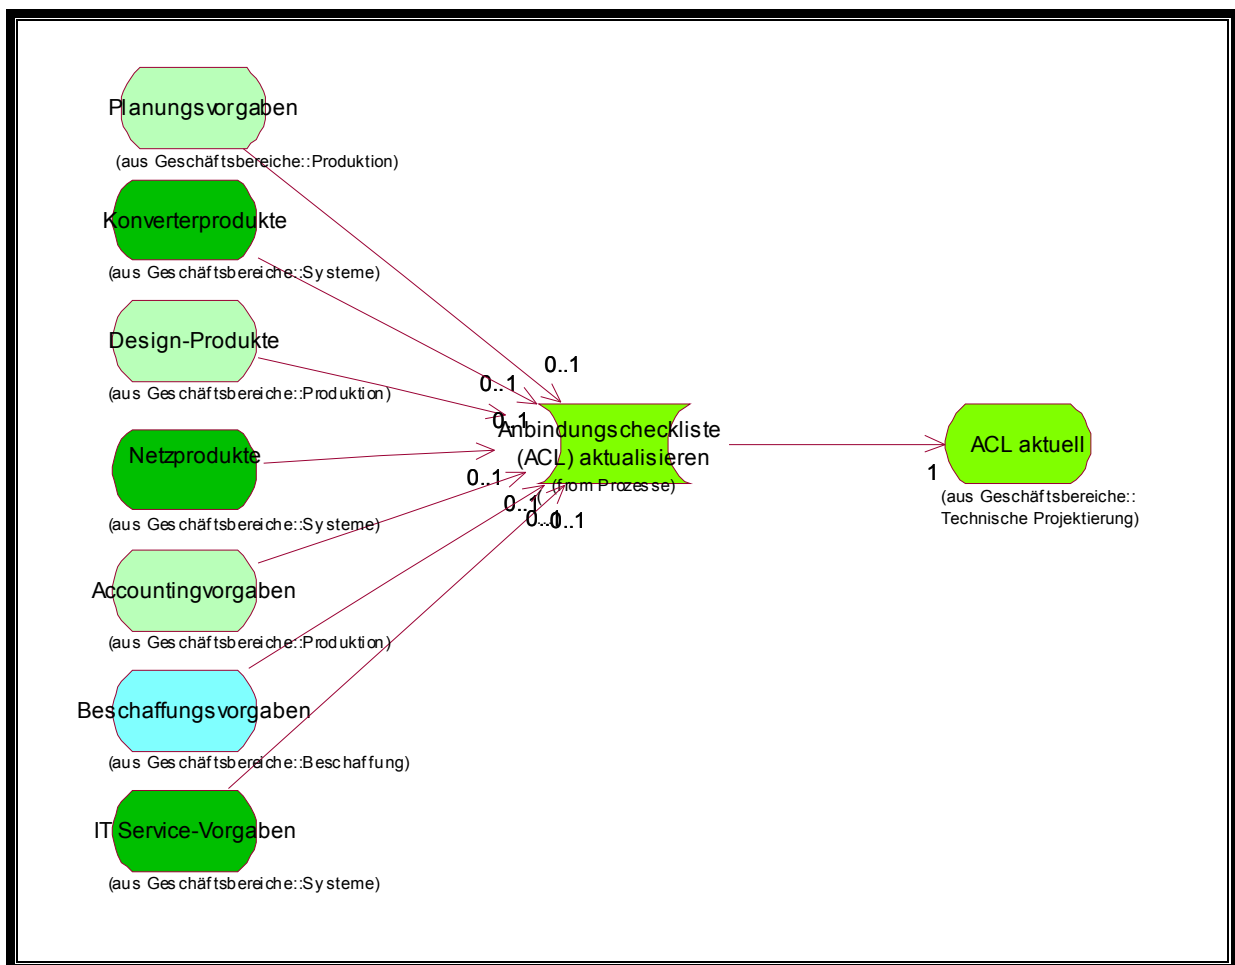 Planungsvorgaben
(aus Geschäftsbereiche::Produktion)
Konverterprodukte
(aus Geschäftsbereiche::Systeme)
Design-Produkte
(aus Geschäftsbereiche::Produktion)
Netzprodukte
(aus Geschäftsbereiche::Systeme)
Accountingvorgaben
(aus Geschäftsbereiche::Produktion)
Beschaffungsvorgaben
(aus Geschäftsbereiche::Beschaffung)
IT Service-Vorgaben
(aus Geschäftsbereiche::Systeme)
0..1
0..1
0..1
0..1
0..1
0..1
0..1
Anbindungscheckliste
(ACL) aktualisieren
(from Prozesse)
1
ACL aktuell
(aus Geschäftsbereiche::
Technische Projektierung)